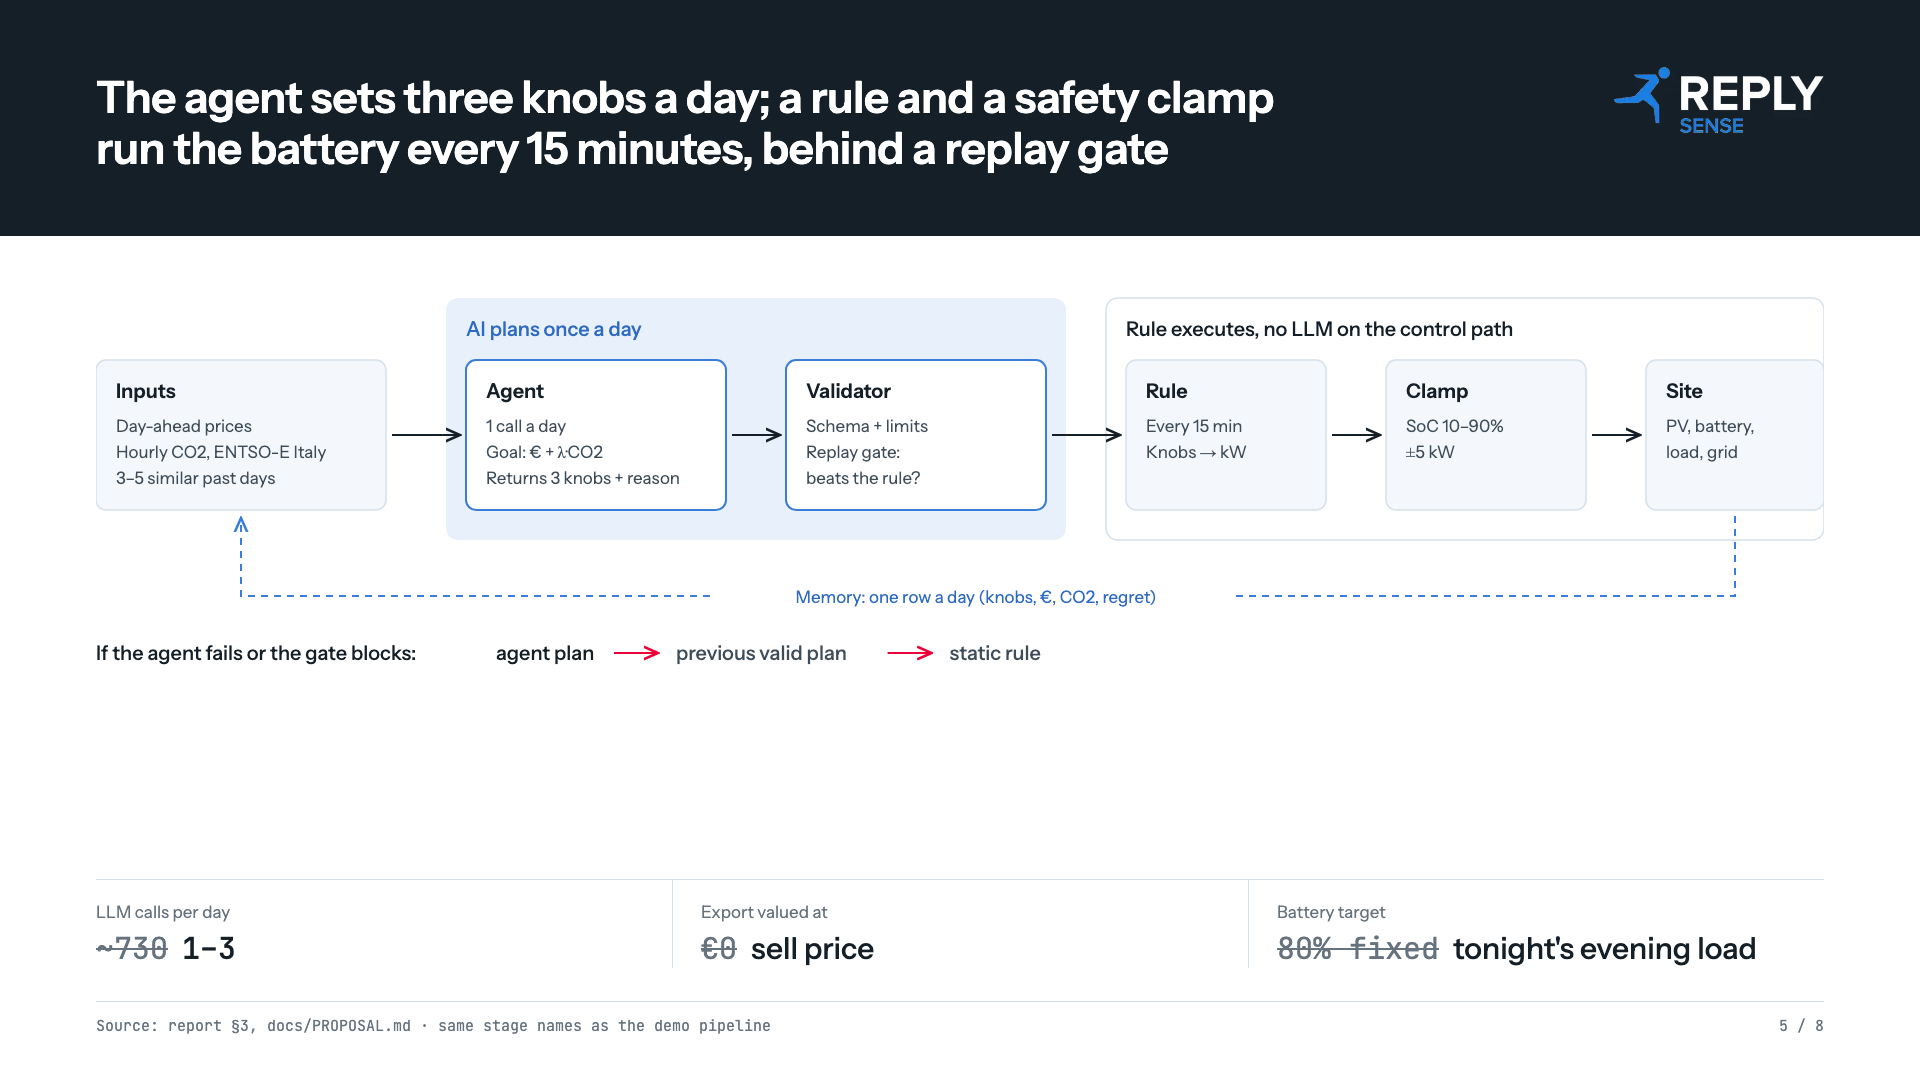 The agent sets three knobs a day; a rule and a safety clamp
run the battery every 15 minutes, behind a replay gate
REPLY
SENSE
AI plans once a day
Rule executes, no LLM on the control path
Inputs
Day-ahead prices
Hourly CO2, ENTSO-E Italy
3–5 similar past days
Agent
1 call a day
Goal: € + λ·CO2
Returns 3 knobs + reason
Validator
Schema + limits
Replay gate:
beats the rule?
Rule
Every 15 min
Knobs → kW
Clamp
SoC 10–90%
±5 kW
Site
PV, battery,
load, grid
Memory: one row a day (knobs, €, CO2, regret)
If the agent fails or the gate blocks: agent plan → previous valid plan → static rule
LLM calls per day
~730 1–3
Export valued at
€0 sell price
Battery target
80% fixed tonight's evening load
Source: report §3, docs/PROPOSAL.md · same stage names as the demo pipeline
5 / 8